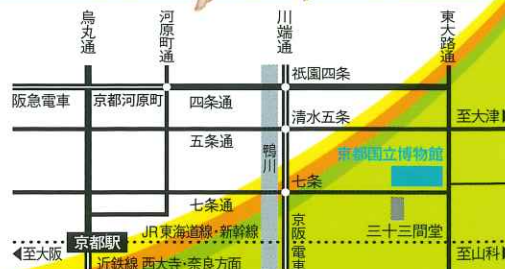 烏丸通
河原町通
川端通
東大路通
祇園四条
阪急電車
京都河原町
四条通
清水五条
至大津
五条通
鴨川
京都国立博物館
七条
七条通
三十三間堂
JR東海道線・新幹線
京阪電車
京都駅
至大阪
至山科
近鉄線 西大寺・奈良方面